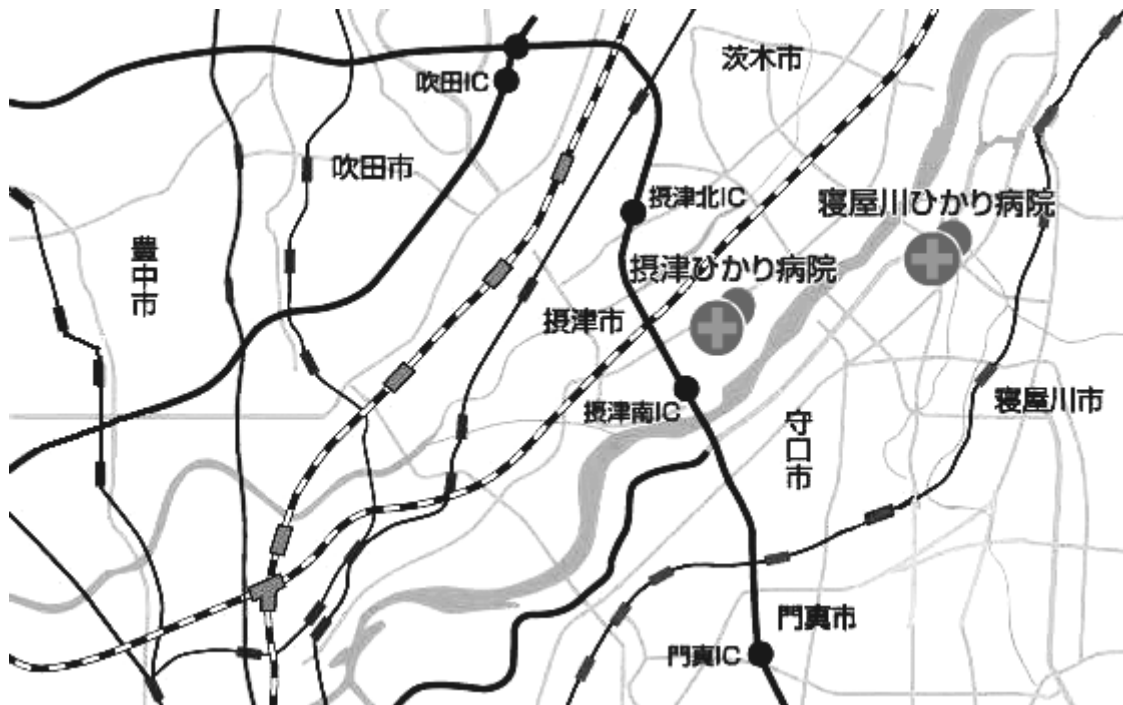 茨木市
吹田IC
吹田市
摂津北IC
寝屋川ひかり病院
豊中市
摂津ひかり病院
摂津市
摂津南IC
寝屋川市
守口市
門真市
門真IC